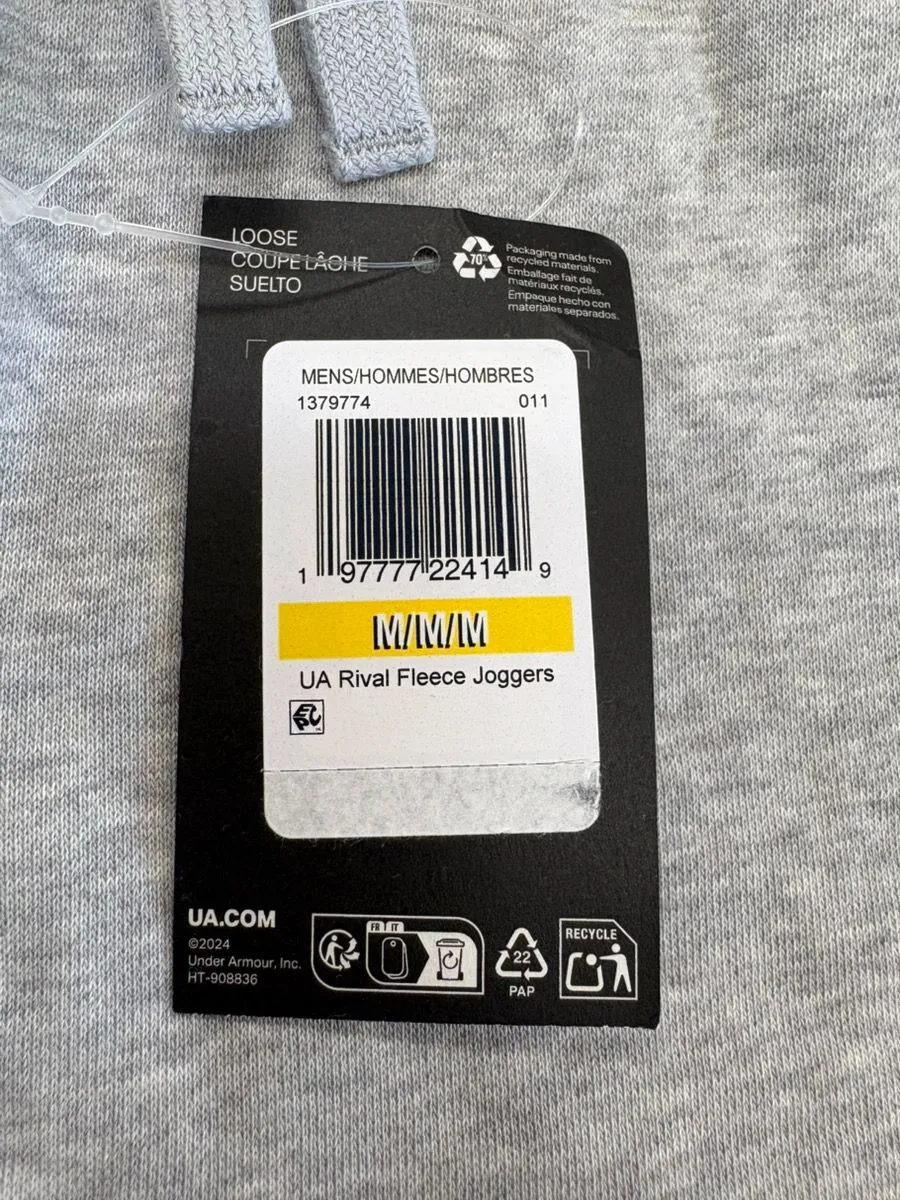 LOOSE
COUPE LÂCHE
SUELTO
70%
Packaging made from
recycled materials.
Emballage fait de
matériaux recyclés.
Empaque hecho con
materiales separados.
MENS/HOMMES/HOMBRES
1379774 011
1 97777 22414 9
M/M/M
UA Rival Fleece Joggers
EPC
UA.COM
©2024
Under Armour, Inc.
HT-908836
FR IT
22
PAP
RECYCLE